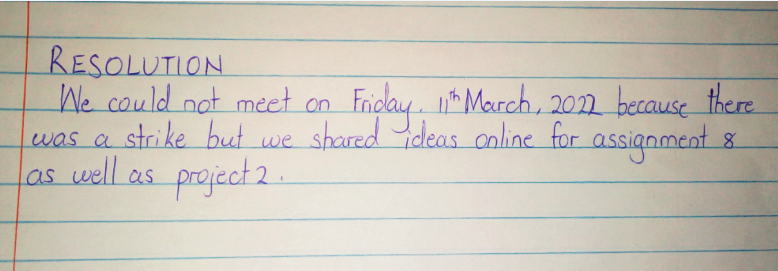 RESOLUTION
We could not meet on Friday. 11th March, 2022 because there
was a strike but we shared ideas online for assignment 8
as well as project 2.